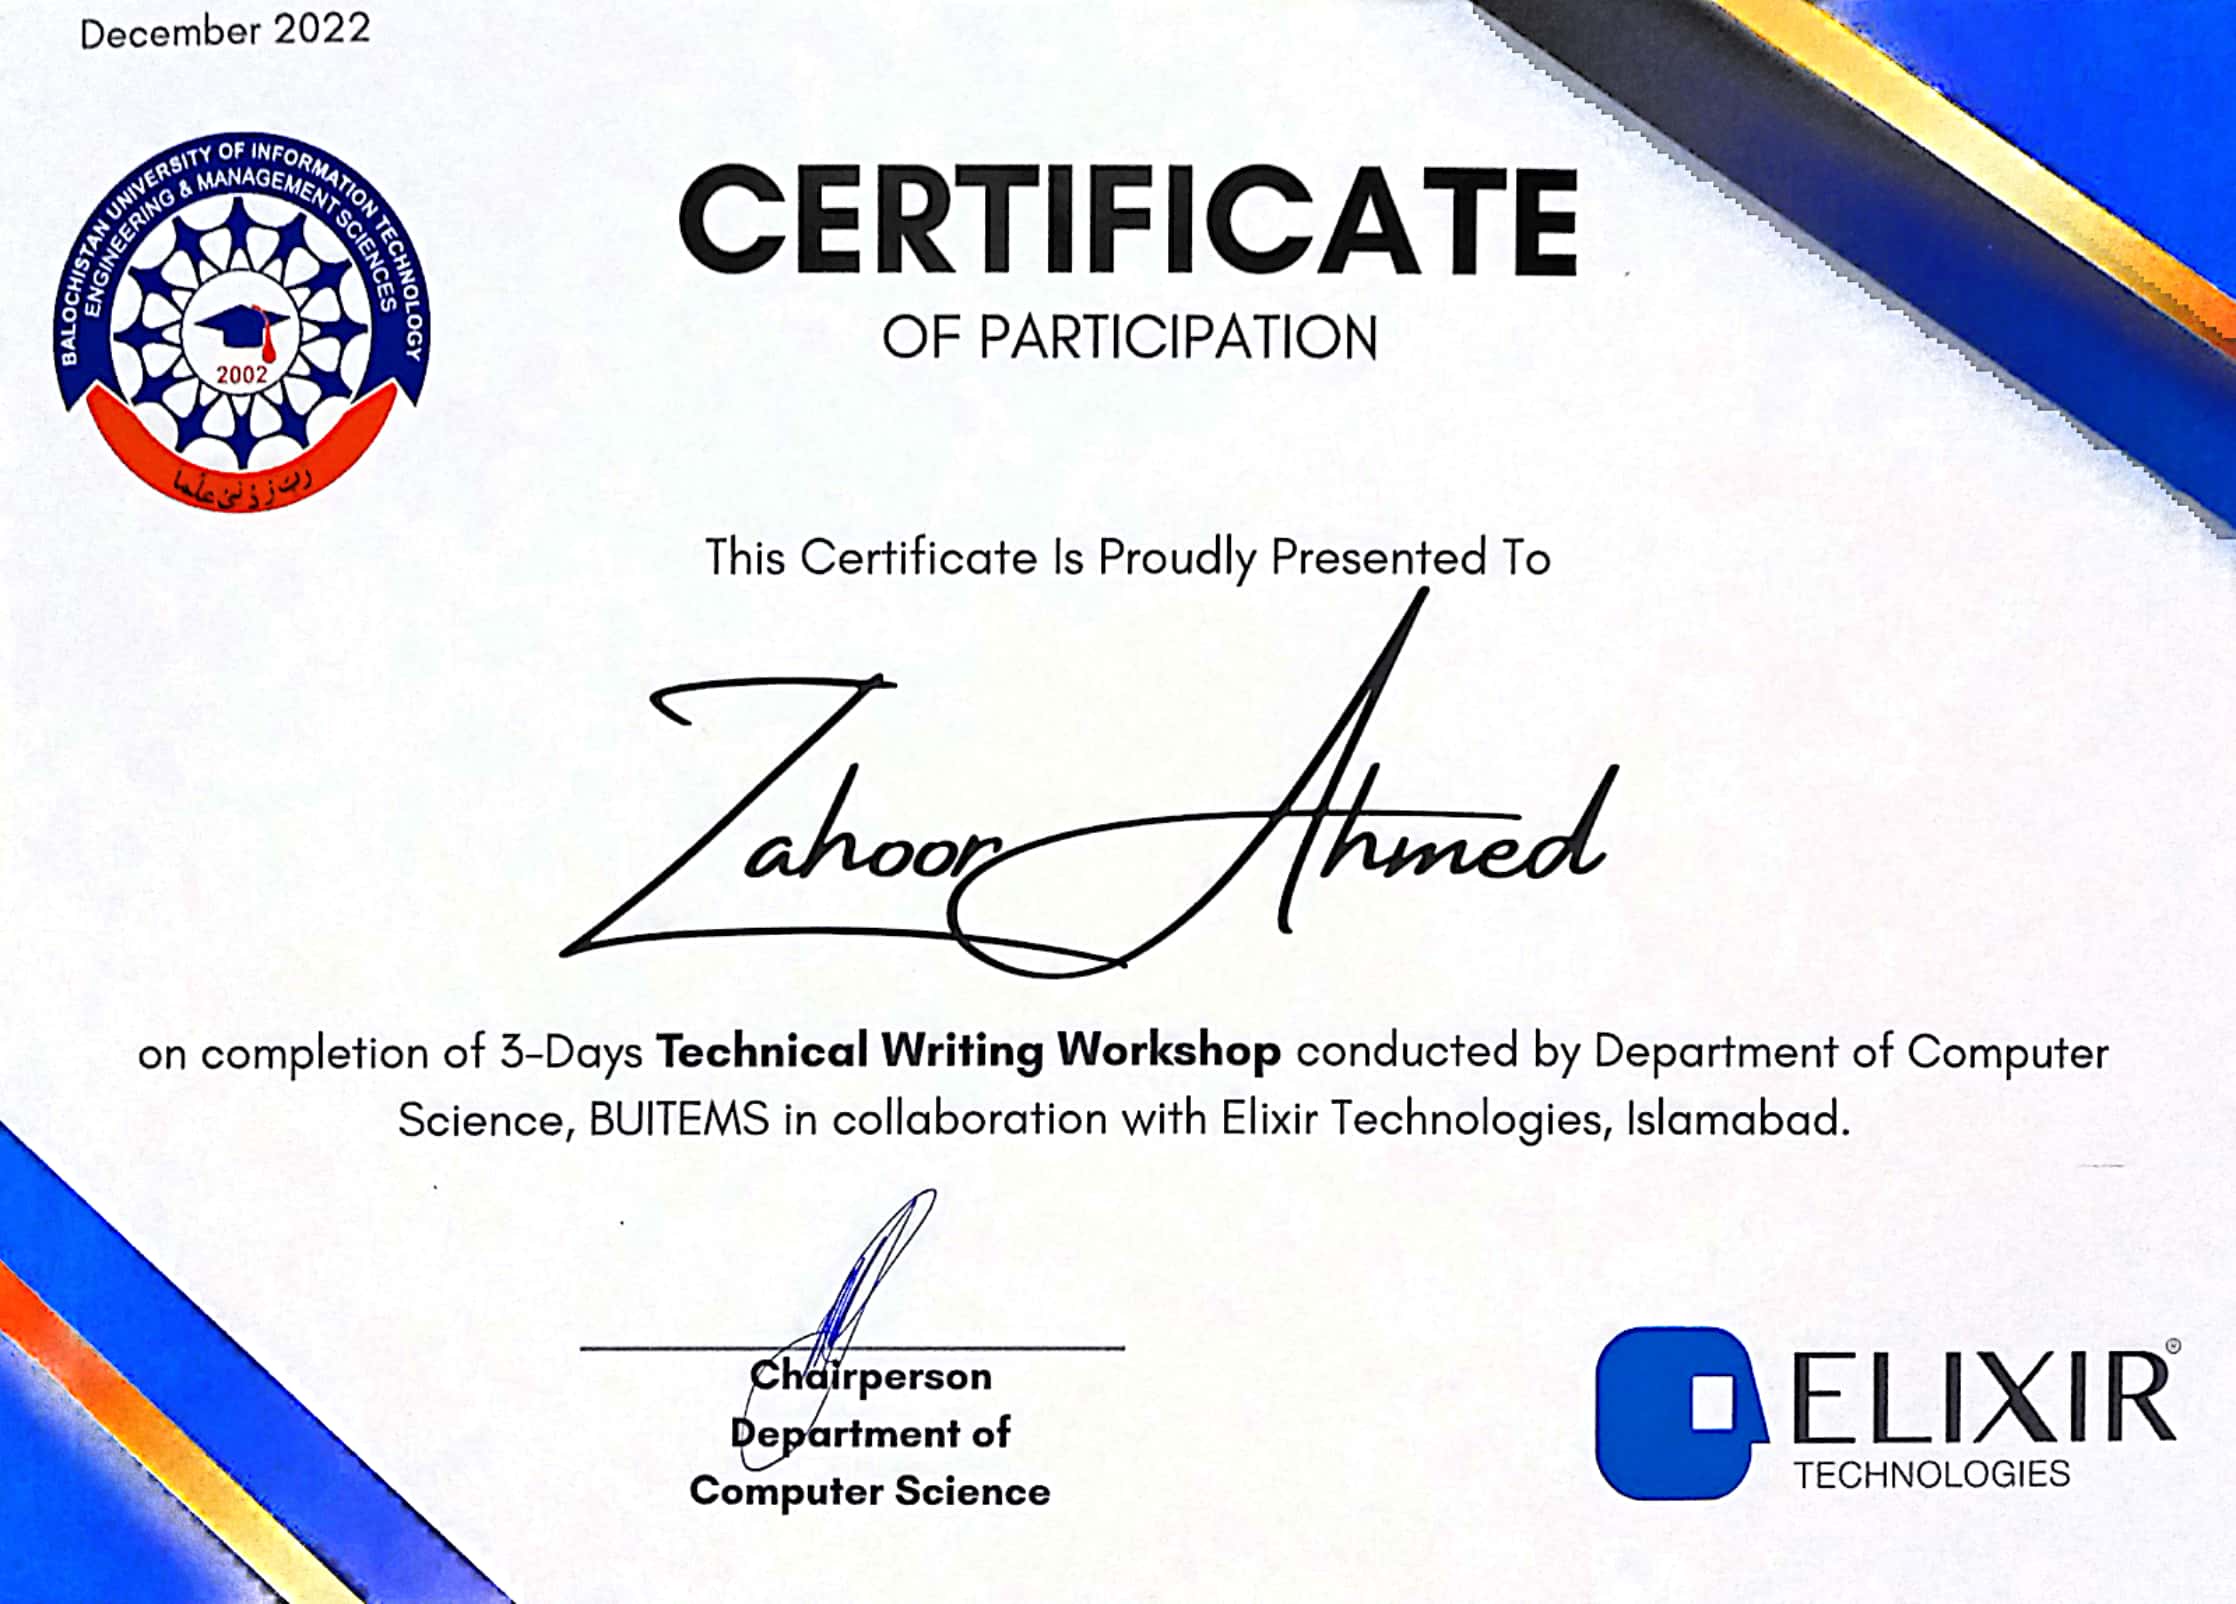 December 2022
BALOCHISTAN UNIVERSITY OF INFORMATION TECHNOLOGY
ENGINEERING & MANAGEMENT SCIENCES
2002
رب زدنی علما
CERTIFICATE
OF PARTICIPATION
This Certificate Is Proudly Presented To
Zahoor Ahmed
on completion of 3-Days Technical Writing Workshop conducted by Department of Computer
Science, BUITEMS in collaboration with Elixir Technologies, Islamabad.
Chairperson
Department of
Computer Science
ELIXIR®
TECHNOLOGIES